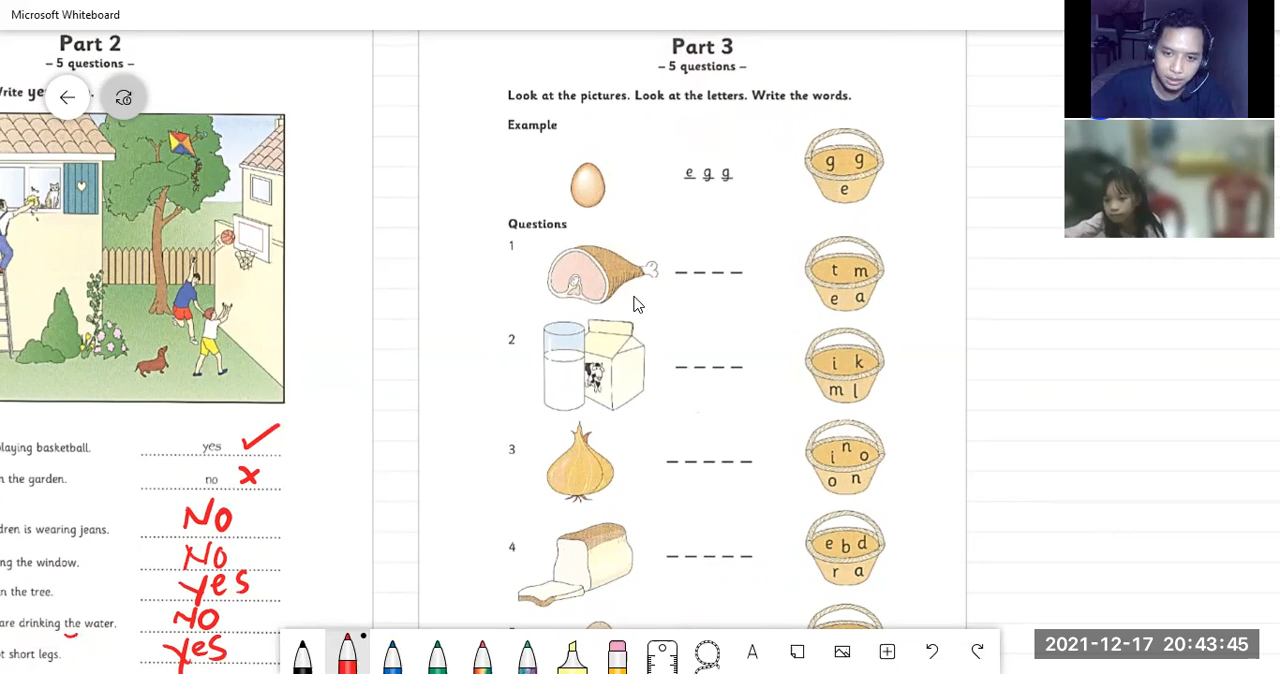 Microsoft Whiteboard
Part 2
– 5 questions –
Part 3
– 5 questions –
Look at the pictures. Look at the letters. Write the words.
Example
e g g
g g
e
Questions
1
t m
e a
2
i k
m l
3
i n o
o n
4
e b d
r a
laying basketball.
yes
n the garden.
no
dren is wearing jeans.
No
ng the window.
No
n the tree.
yes
are drinking the water.
No
t short legs.
yes
2021-12-17 20:43:45